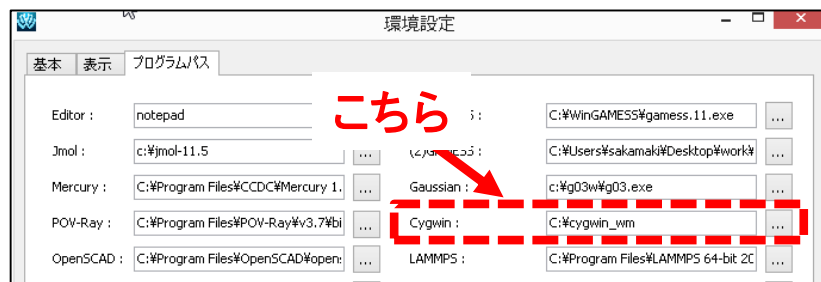 環境設定
基本 表示 プログラムパス
こちら
Editor : notepad ... S : C:¥WinGAMESS¥gamess.11.exe ...
Jmol : c:¥jmol-11.5 ... (2)GAMESS : C:¥Users¥sakamaki¥Desktop¥work¥ ...
Mercury : C:¥Program Files¥CCDC¥Mercury 1. ... Gaussian : c:¥g03w¥g03.exe ...
POV-Ray : C:¥Program Files¥POV-Ray¥v3.7¥bi ... Cygwin : C:¥cygwin_wm ...
OpenSCAD : C:¥Program Files¥OpenSCAD¥open: ... LAMMPS : C:¥Program Files¥LAMMPS 64-bit 20 ...